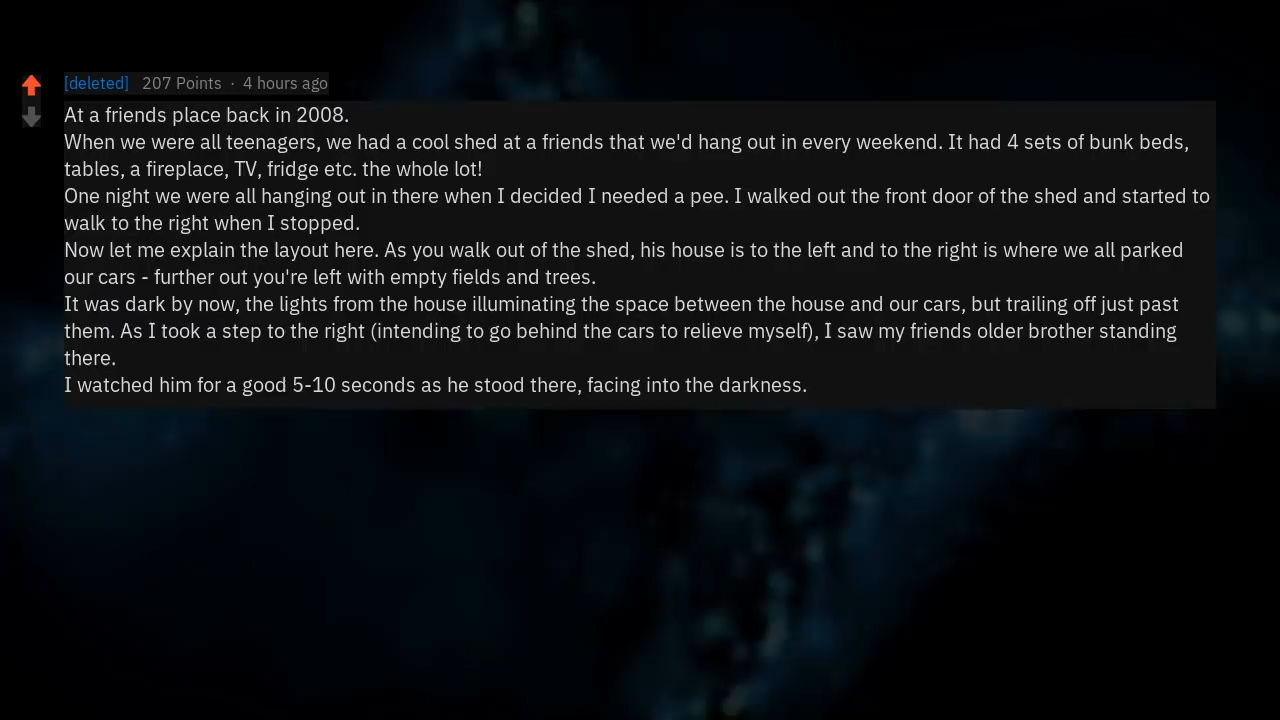 [deleted] 207 Points · 4 hours ago
At a friends place back in 2008.
When we were all teenagers, we had a cool shed at a friends that we'd hang out in every weekend. It had 4 sets of bunk beds,
tables, a fireplace, TV, fridge etc. the whole lot!
One night we were all hanging out in there when I decided I needed a pee. I walked out the front door of the shed and started to
walk to the right when I stopped.
Now let me explain the layout here. As you walk out of the shed, his house is to the left and to the right is where we all parked
our cars - further out you're left with empty fields and trees.
It was dark by now, the lights from the house illuminating the space between the house and our cars, but trailing off just past
them. As I took a step to the right (intending to go behind the cars to relieve myself), I saw my friends older brother standing
there.
I watched him for a good 5-10 seconds as he stood there, facing into the darkness.